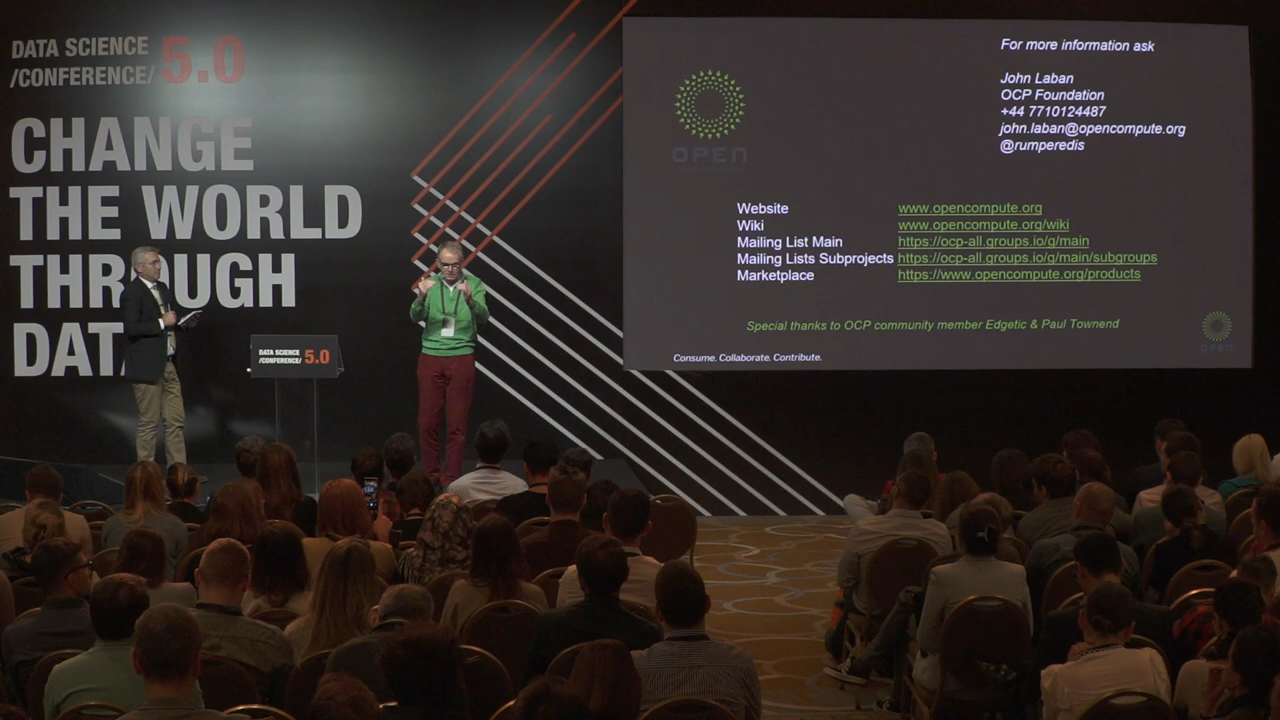 DATA SCIENCE
/CONFERENCE/ 5.0
CHANGE
THE WORLD
THROUGH
DATA
DATA SCIENCE
/CONFERENCE/ 5.0
OPEN
For more information ask
John Laban
OCP Foundation
+44 7710124487
john.laban@opencompute.org
@rumperedis
Website www.opencompute.org
Wiki www.opencompute.org/wiki
Mailing List Main https://ocp-all.groups.io/g/main
Mailing Lists Subprojects https://ocp-all.groups.io/g/main/subgroups
Marketplace https://www.opencompute.org/products
Special thanks to OCP community member Edgetic & Paul Townend
OPEN
Consume. Collaborate. Contribute.